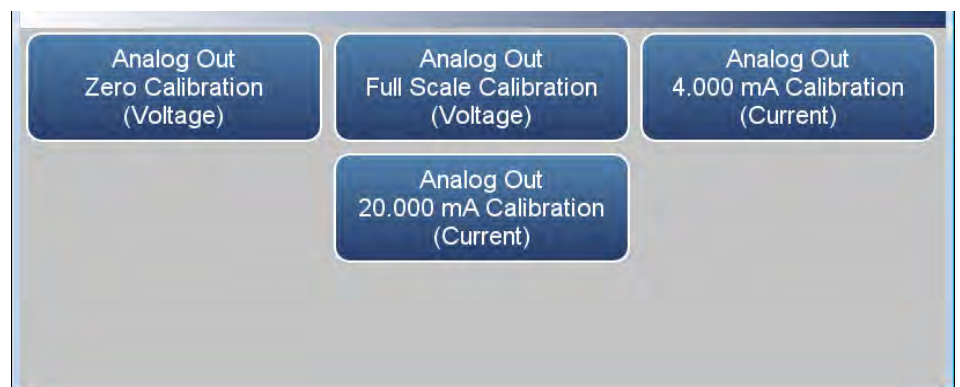 Analog Out
Zero Calibration
(Voltage)
Analog Out
Full Scale Calibration
(Voltage)
Analog Out
4.000 mA Calibration
(Current)
Analog Out
20.000 mA Calibration
(Current)